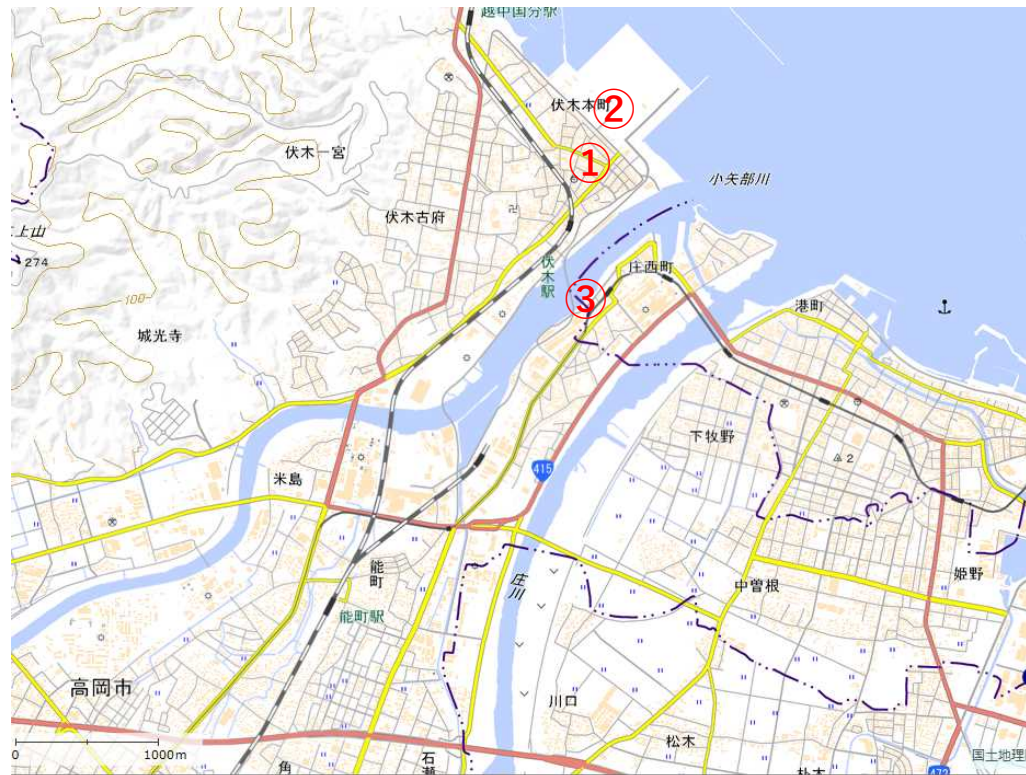 越中国分駅
伏木本町
②
①
伏木一宮
小矢部川
伏木古府
上山
274
伏木駅
庄西町
③
100
港町
城光寺
下牧野
2
415
米島
能町
中曽根
姫野
庄川
能町駅
高岡市
川口
松木
0
1000m
国土地理
石瀬
角
472